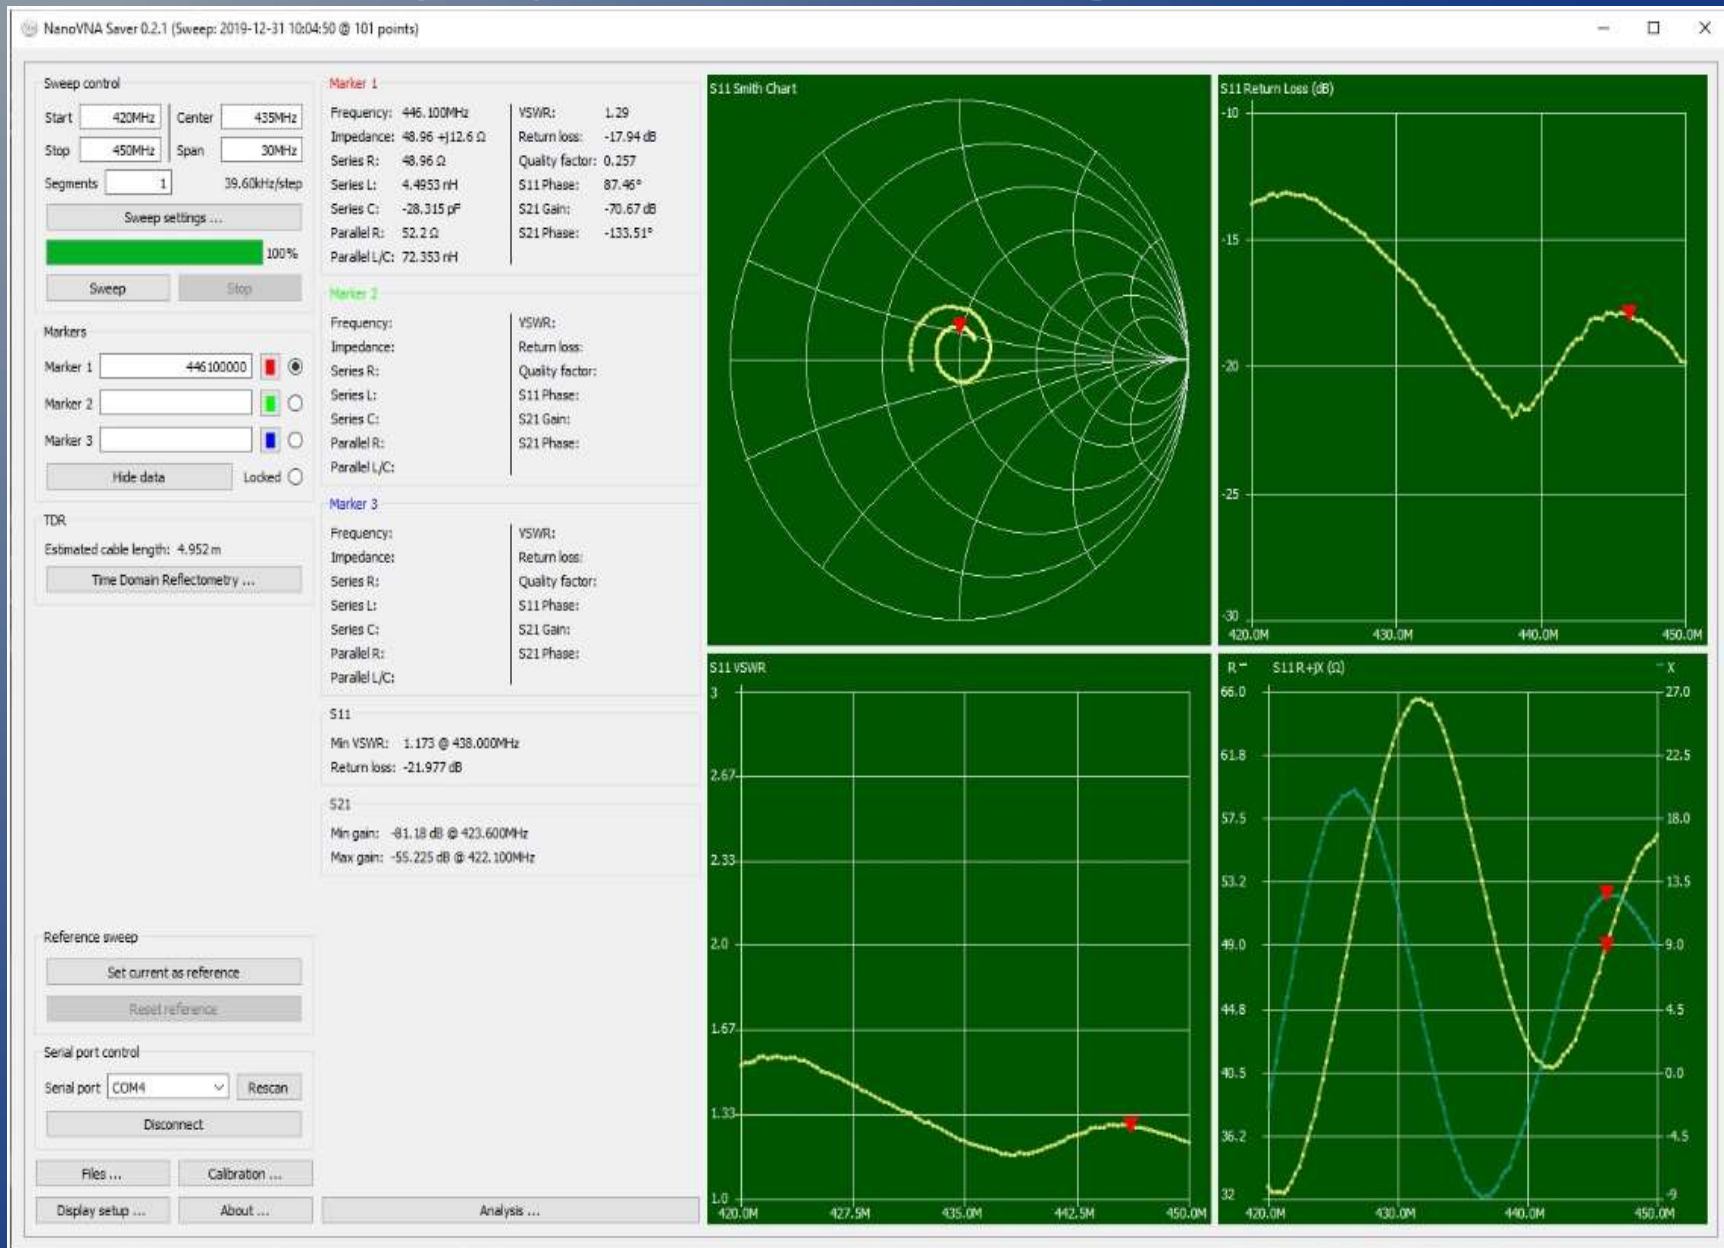 NanoVNA Saver 0.2.1 (Sweep: 2019-12-31 10:04:50 @ 101 points)
Sweep control
Start 420MHz Center 435MHz
Stop 450MHz Span 30MHz
Segments 1 39.60kHz/step
Sweep settings ...
100%
Sweep Stop
Markers
Marker 1 446100000
Marker 2
Marker 3
Hide data Locked
TDR
Estimated cable length: 4.952 m
Time Domain Reflectometry ...
Reference sweep
Set current as reference
Reset reference
Serial port control
Serial port COM4 Rescan
Disconnect
Files ... Calibration ...
Display setup ... About ...
Marker 1
Frequency: 446.100MHz VSWR: 1.29
Impedance: 48.96 +j12.6 Ω Return loss: -17.94 dB
Series R: 48.96 Ω Quality factor: 0.257
Series L: 4.4953 nH S11 Phase: 87.46°
Series C: -28.315 pF S21 Gain: -70.67 dB
Parallel R: 52.2 Ω S21 Phase: -133.51°
Parallel L/C: 72.353 nH
Marker 2
Frequency: VSWR:
Impedance: Return loss:
Series R: Quality factor:
Series L: S11 Phase:
Series C: S21 Gain:
Parallel R: S21 Phase:
Parallel L/C:
Marker 3
Frequency: VSWR:
Impedance: Return loss:
Series R: Quality factor:
Series L: S11 Phase:
Series C: S21 Gain:
Parallel R: S21 Phase:
Parallel L/C:
S11
Min VSWR: 1.173 @ 438.000MHz
Return loss: -21.977 dB
S21
Min gain: -81.18 dB @ 423.600MHz
Max gain: -55.225 dB @ 422.100MHz
Analysis ...
S11 Smith Chart
S11 Return Loss (dB)
-10
-15
-20
-25
-30
420.0M 430.0M 440.0M 450.0M
S11 VSWR
3
2.67
2.33
2.0
1.67
1.33
1.0
420.0M 427.5M 435.0M 442.5M 450.0M
R S11 R+jX (Ω) X
66.0 27.0
61.8 22.5
57.5 18.0
53.2 13.5
49.0 9.0
44.8 4.5
40.5 0.0
36.2 -4.5
32 -9
420.0M 430.0M 440.0M 450.0M